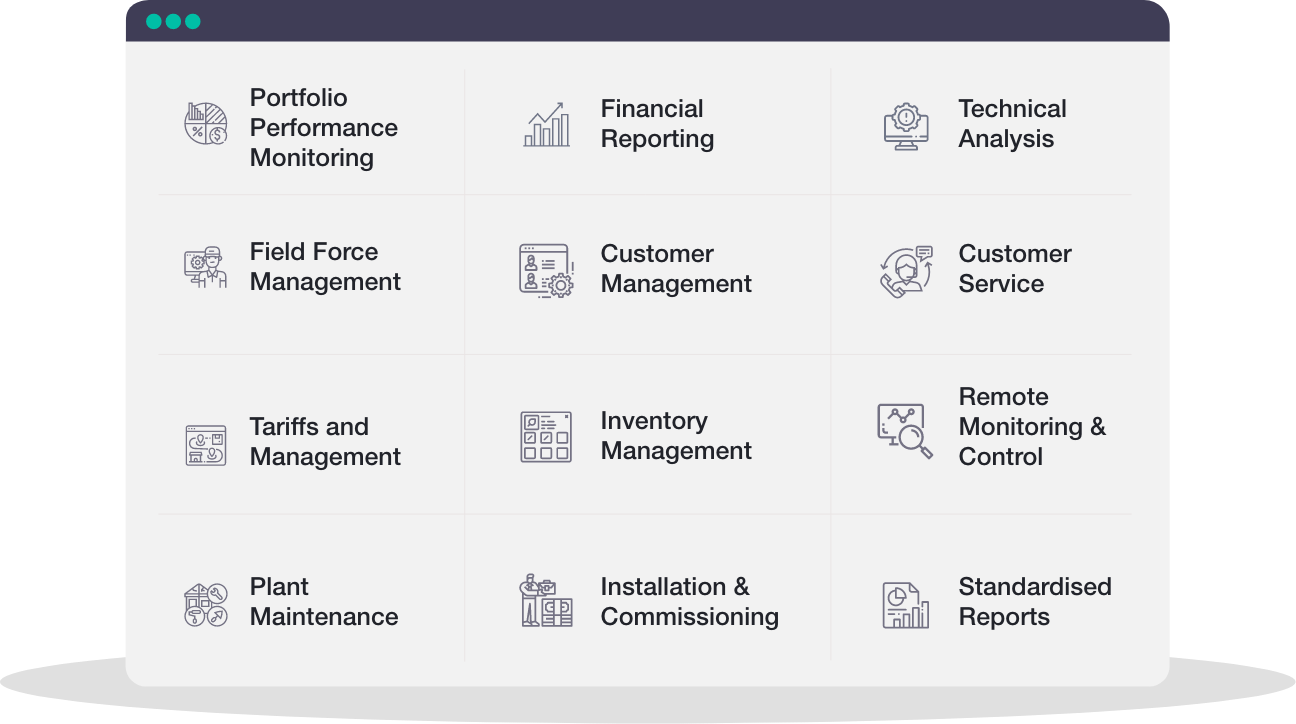 Portfolio
Performance
Monitoring
Financial
Reporting
Technical
Analysis
Field Force
Management
Customer
Management
Customer
Service
Tariffs and
Management
Inventory
Management
Remote
Monitoring &
Control
Plant
Maintenance
Installation &
Commissioning
Standardised
Reports